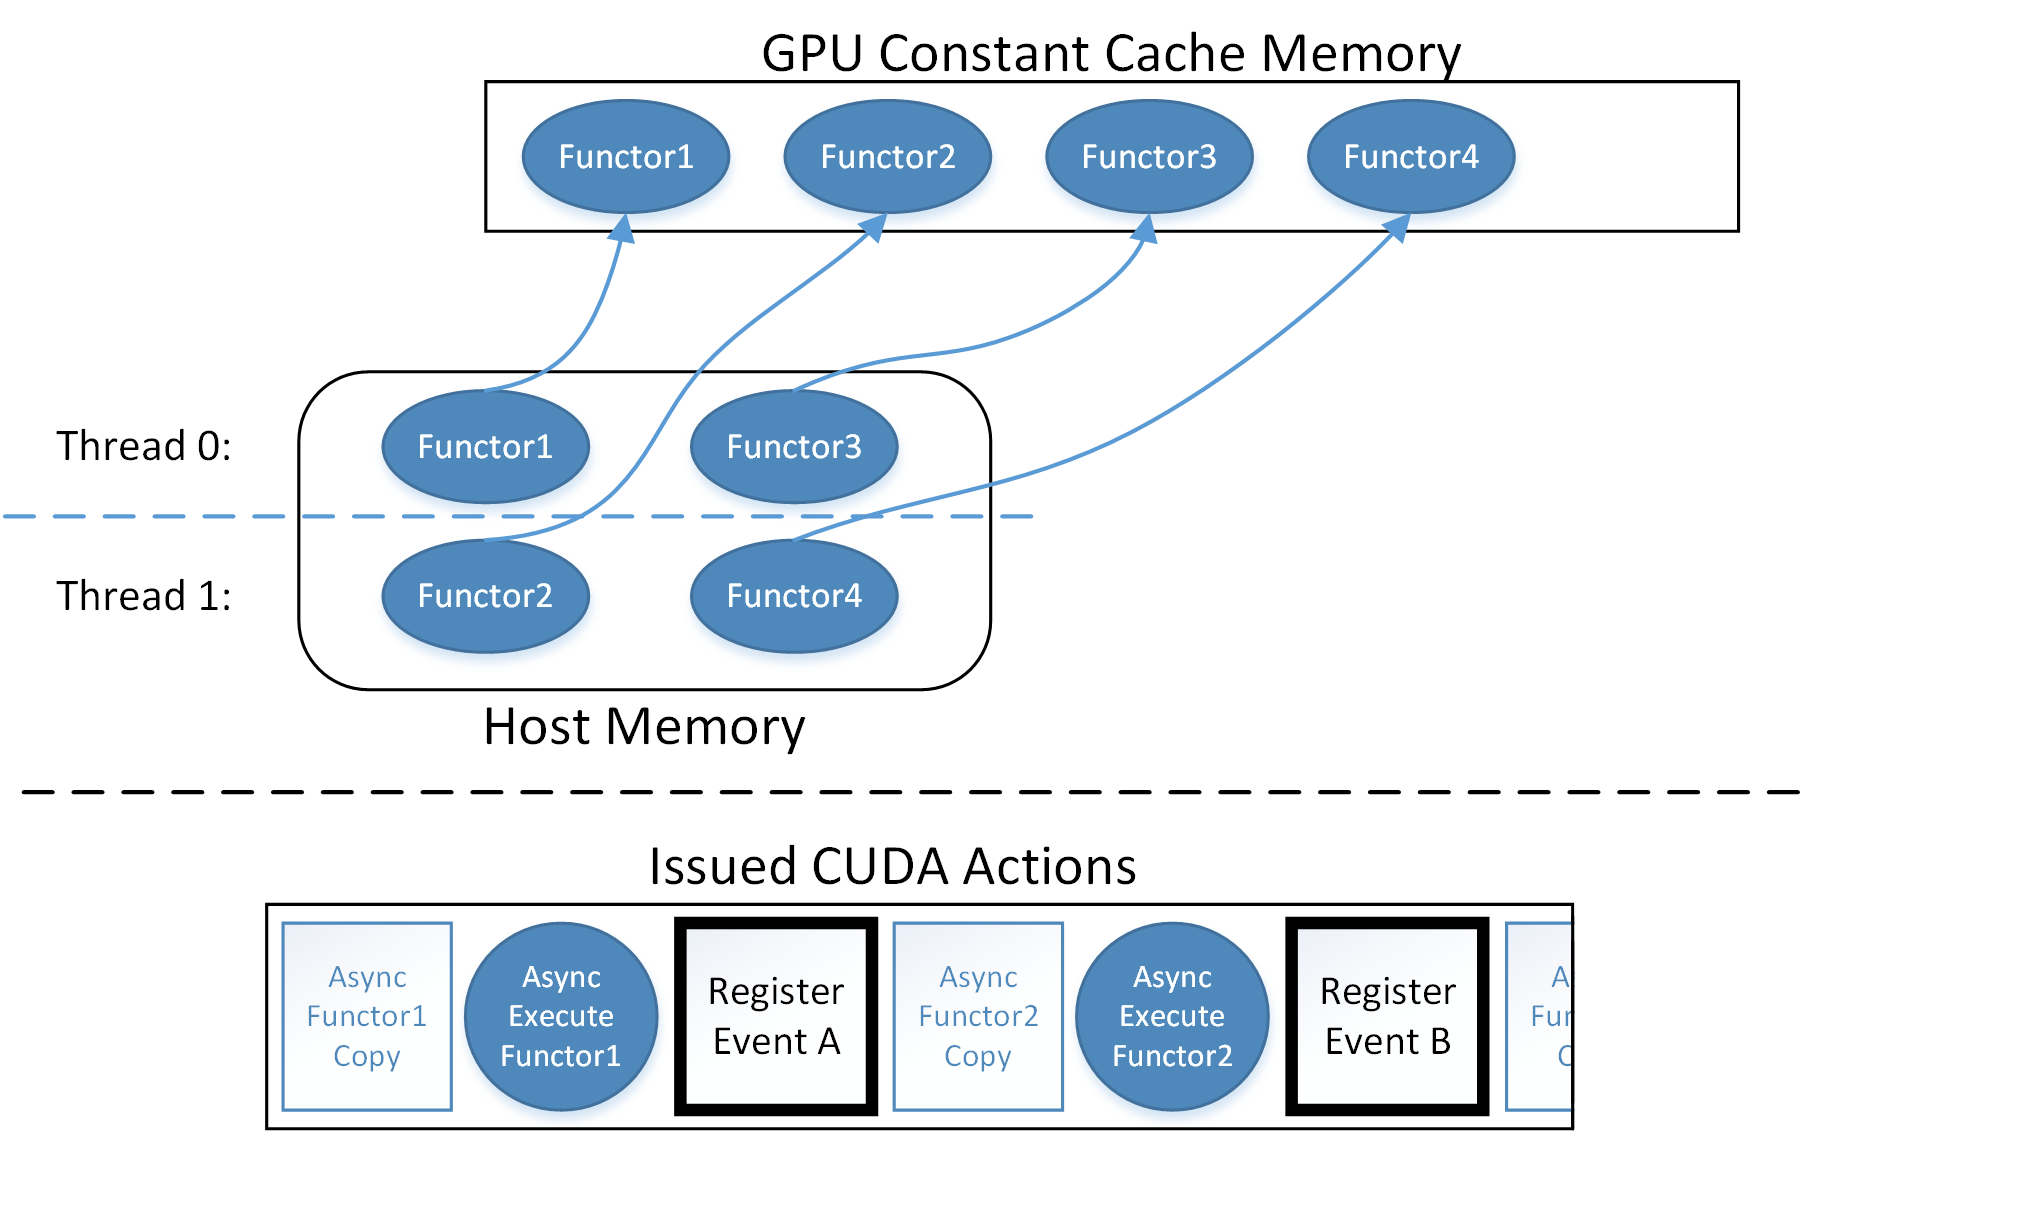 GPU Constant Cache Memory
Functor1 Functor2 Functor3 Functor4
Thread 0: Functor1 Functor3
Thread 1: Functor2 Functor4
Host Memory
Issued CUDA Actions
Async
Functor1
Copy
Async
Execute
Functor1
Register
Event A
Async
Functor2
Copy
Async
Execute
Functor2
Register
Event B